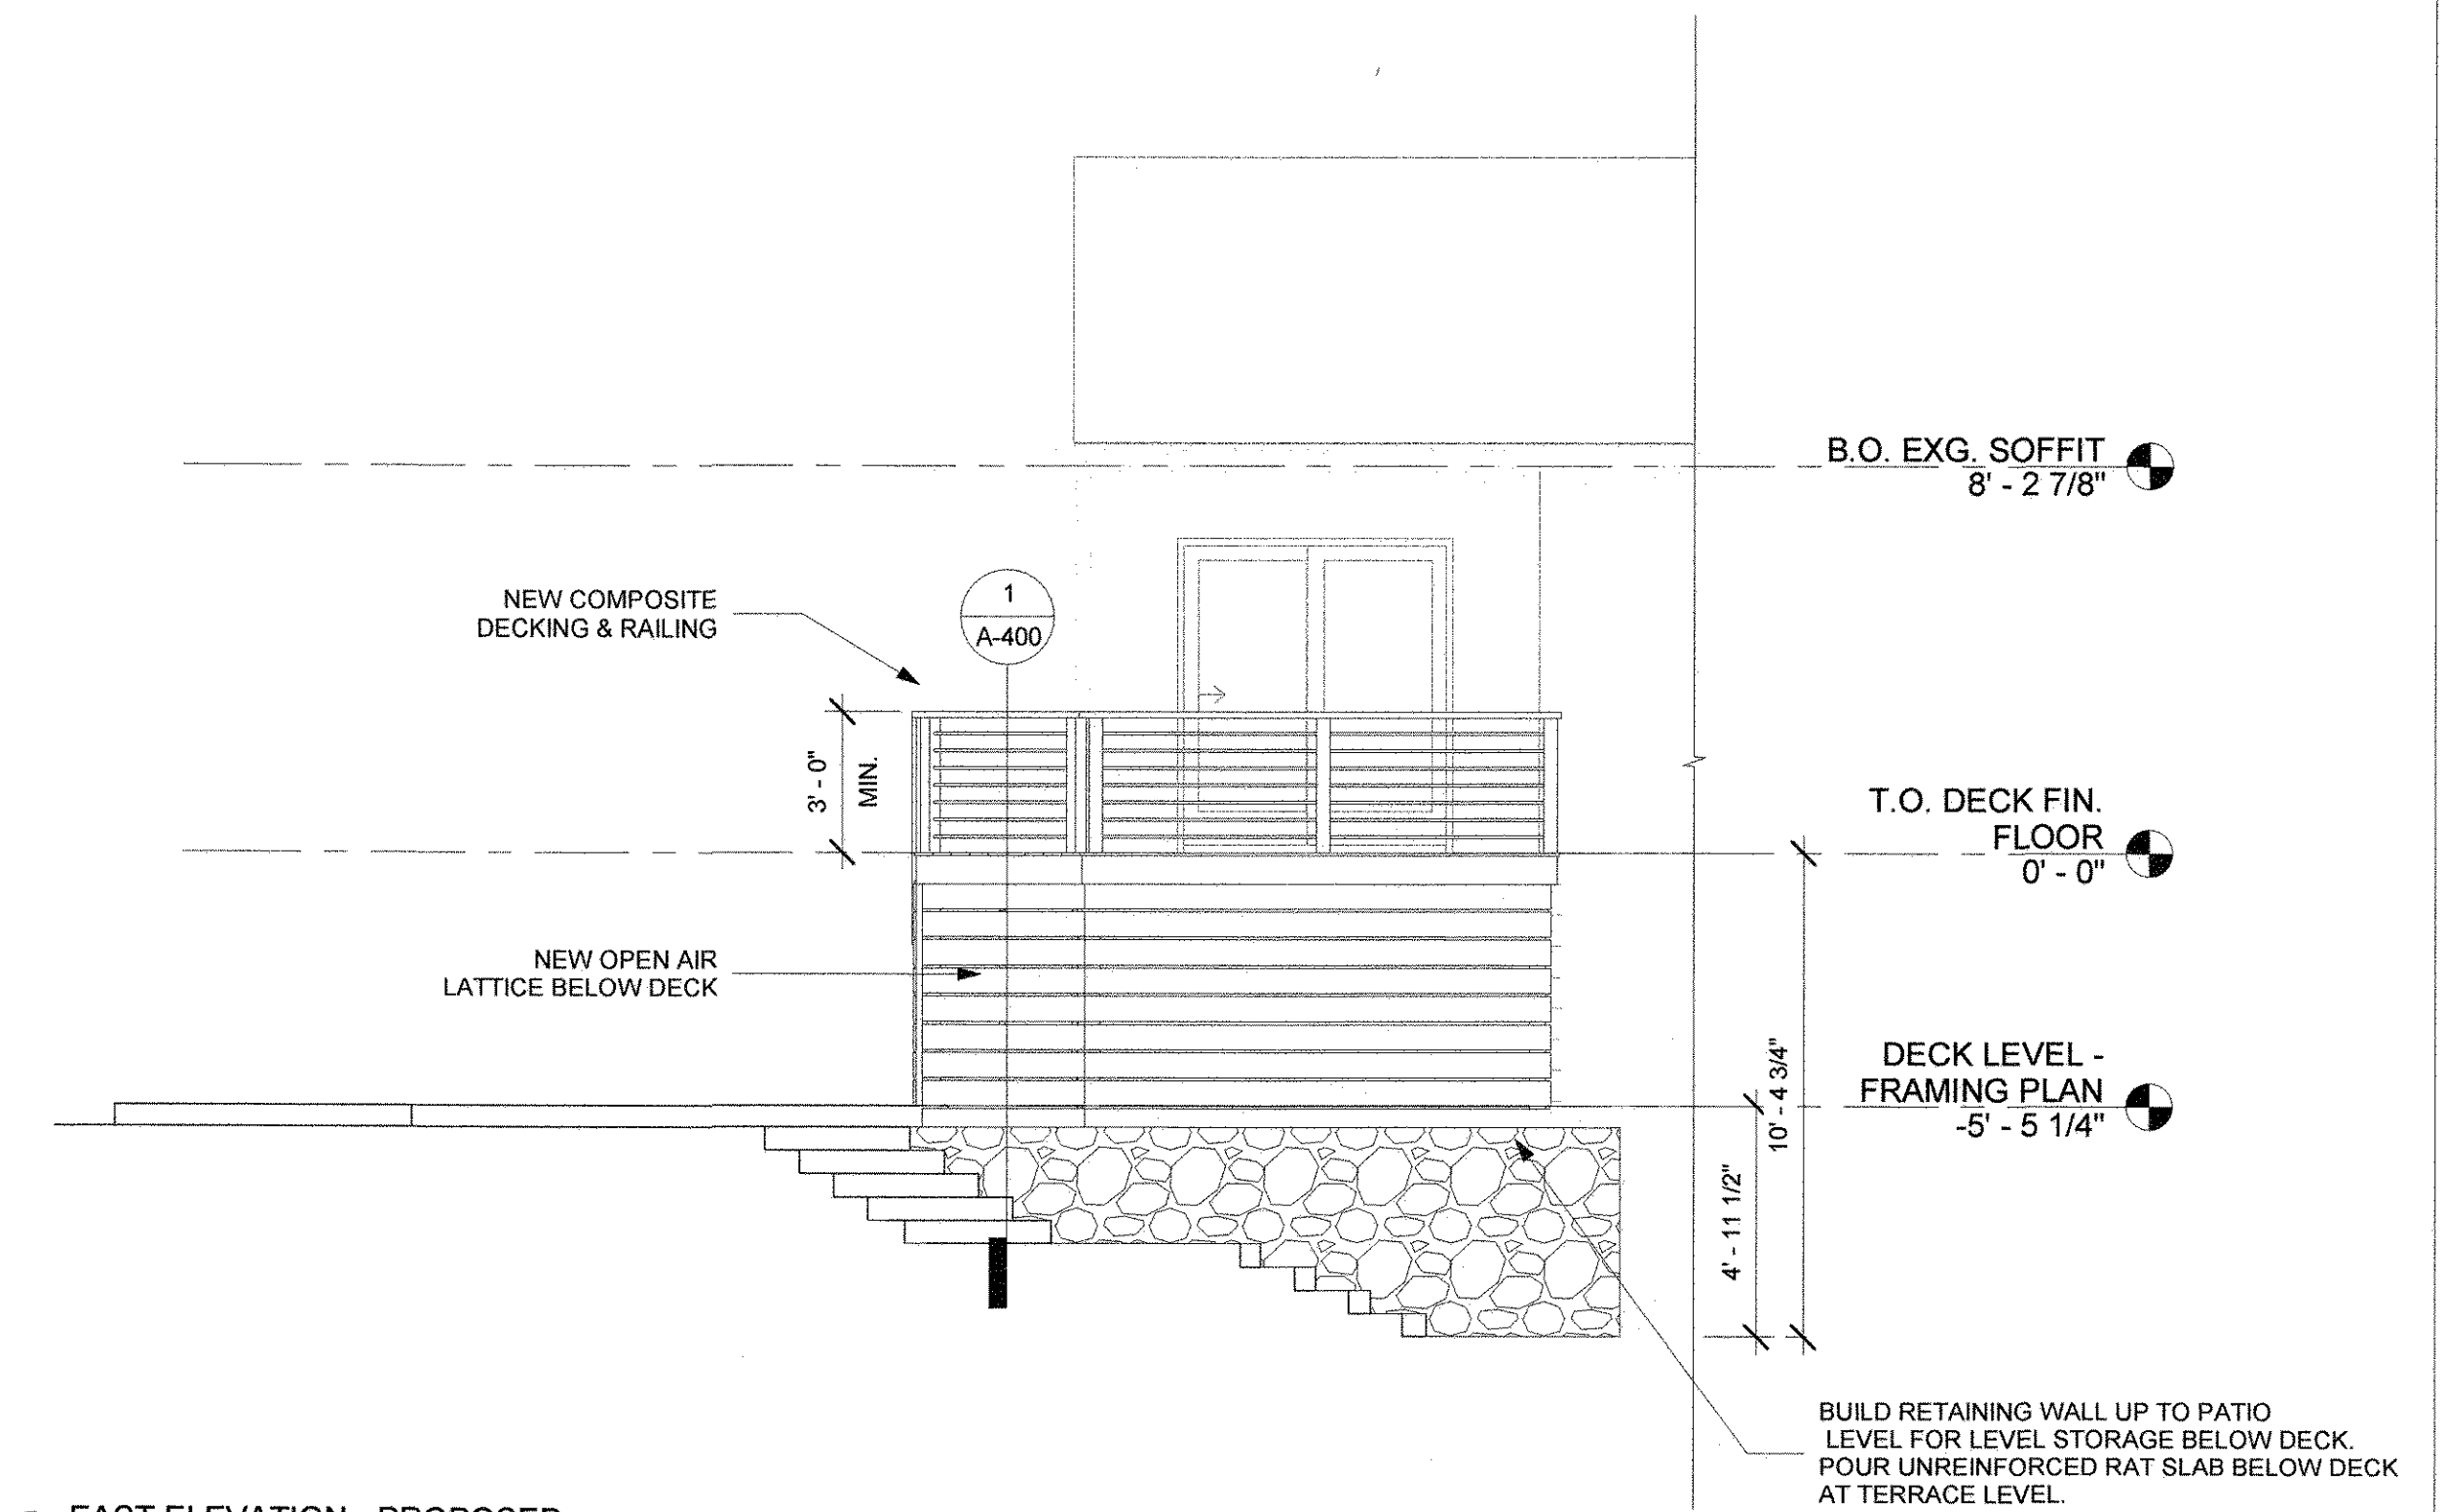 B.O. EXG. SOFFIT
8' - 2 7/8"
NEW COMPOSITE
DECKING & RAILING
1
A-400
3' - 0"
MIN.
T.O. DECK FIN.
FLOOR
0' - 0"
NEW OPEN AIR
LATTICE BELOW DECK
DECK LEVEL -
FRAMING PLAN
-5' - 5 1/4"
10' - 4 3/4"
4' - 11 1/2"
BUILD RETAINING WALL UP TO PATIO
LEVEL FOR LEVEL STORAGE BELOW DECK.
POUR UNREINFORCED RAT SLAB BELOW DECK
AT TERRACE LEVEL.
EAST ELEVATION - PROPOSED